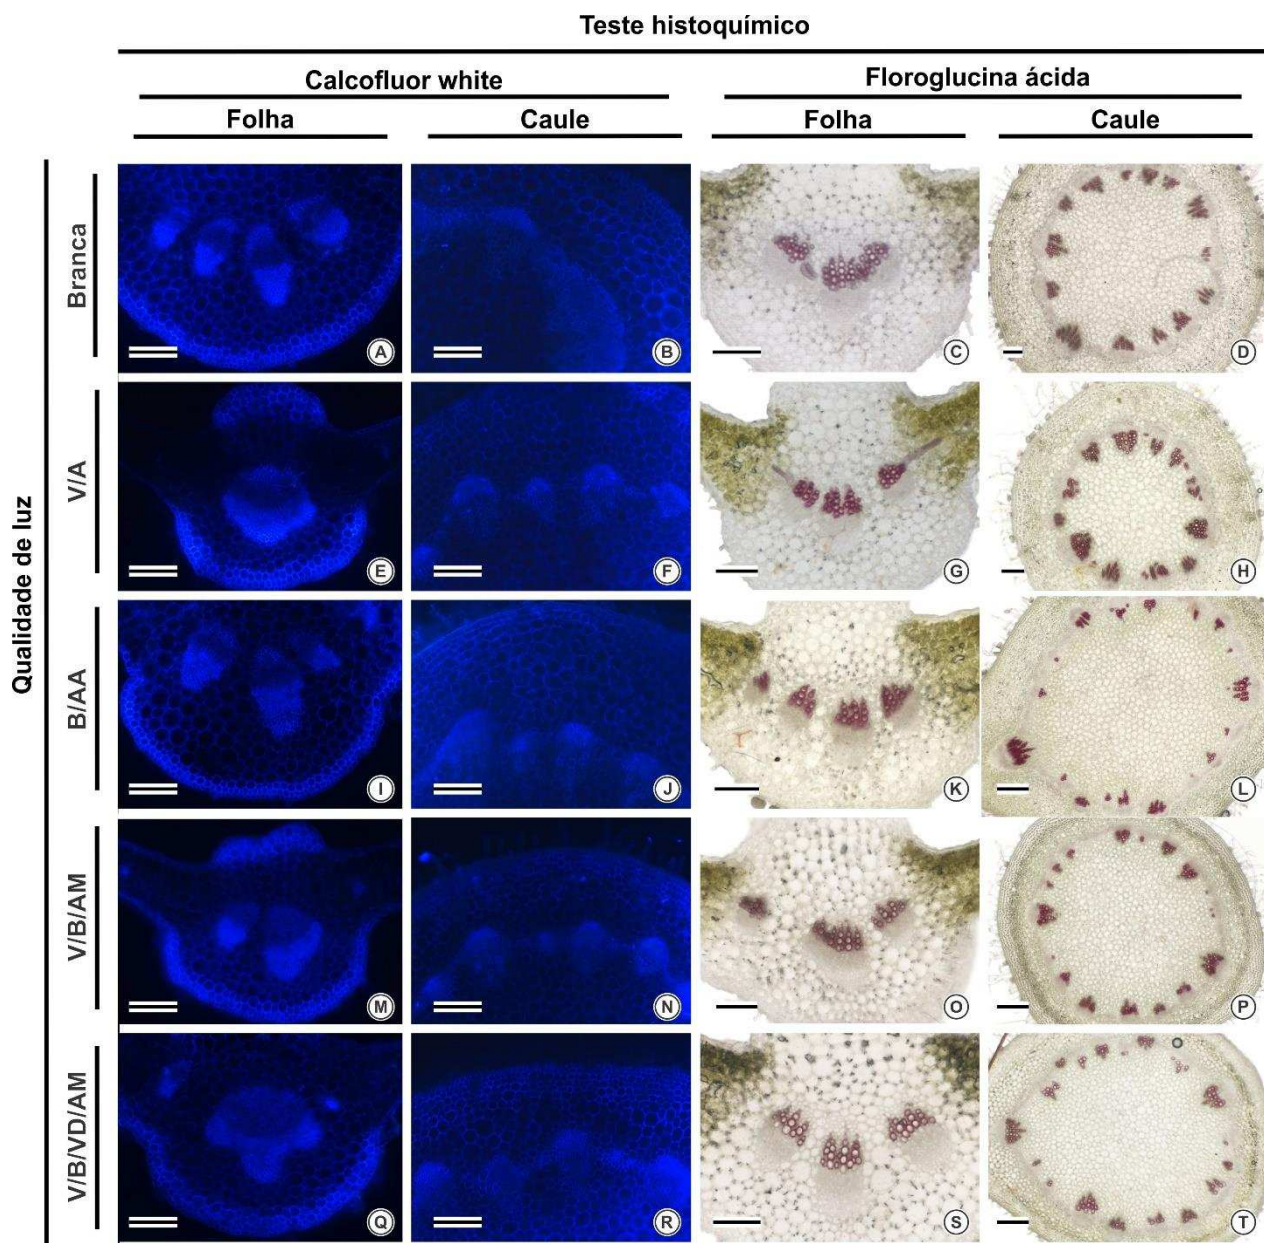 Teste histoquímico
Calcofluor white
Floroglucina ácida
Folha
Caule
Folha
Caule
Qualidade de luz
Branca
A
B
C
D
V/A
E
F
G
H
B/AA
I
J
K
L
V/B/AM
M
N
O
P
V/B/VD/AM
Q
R
S
T